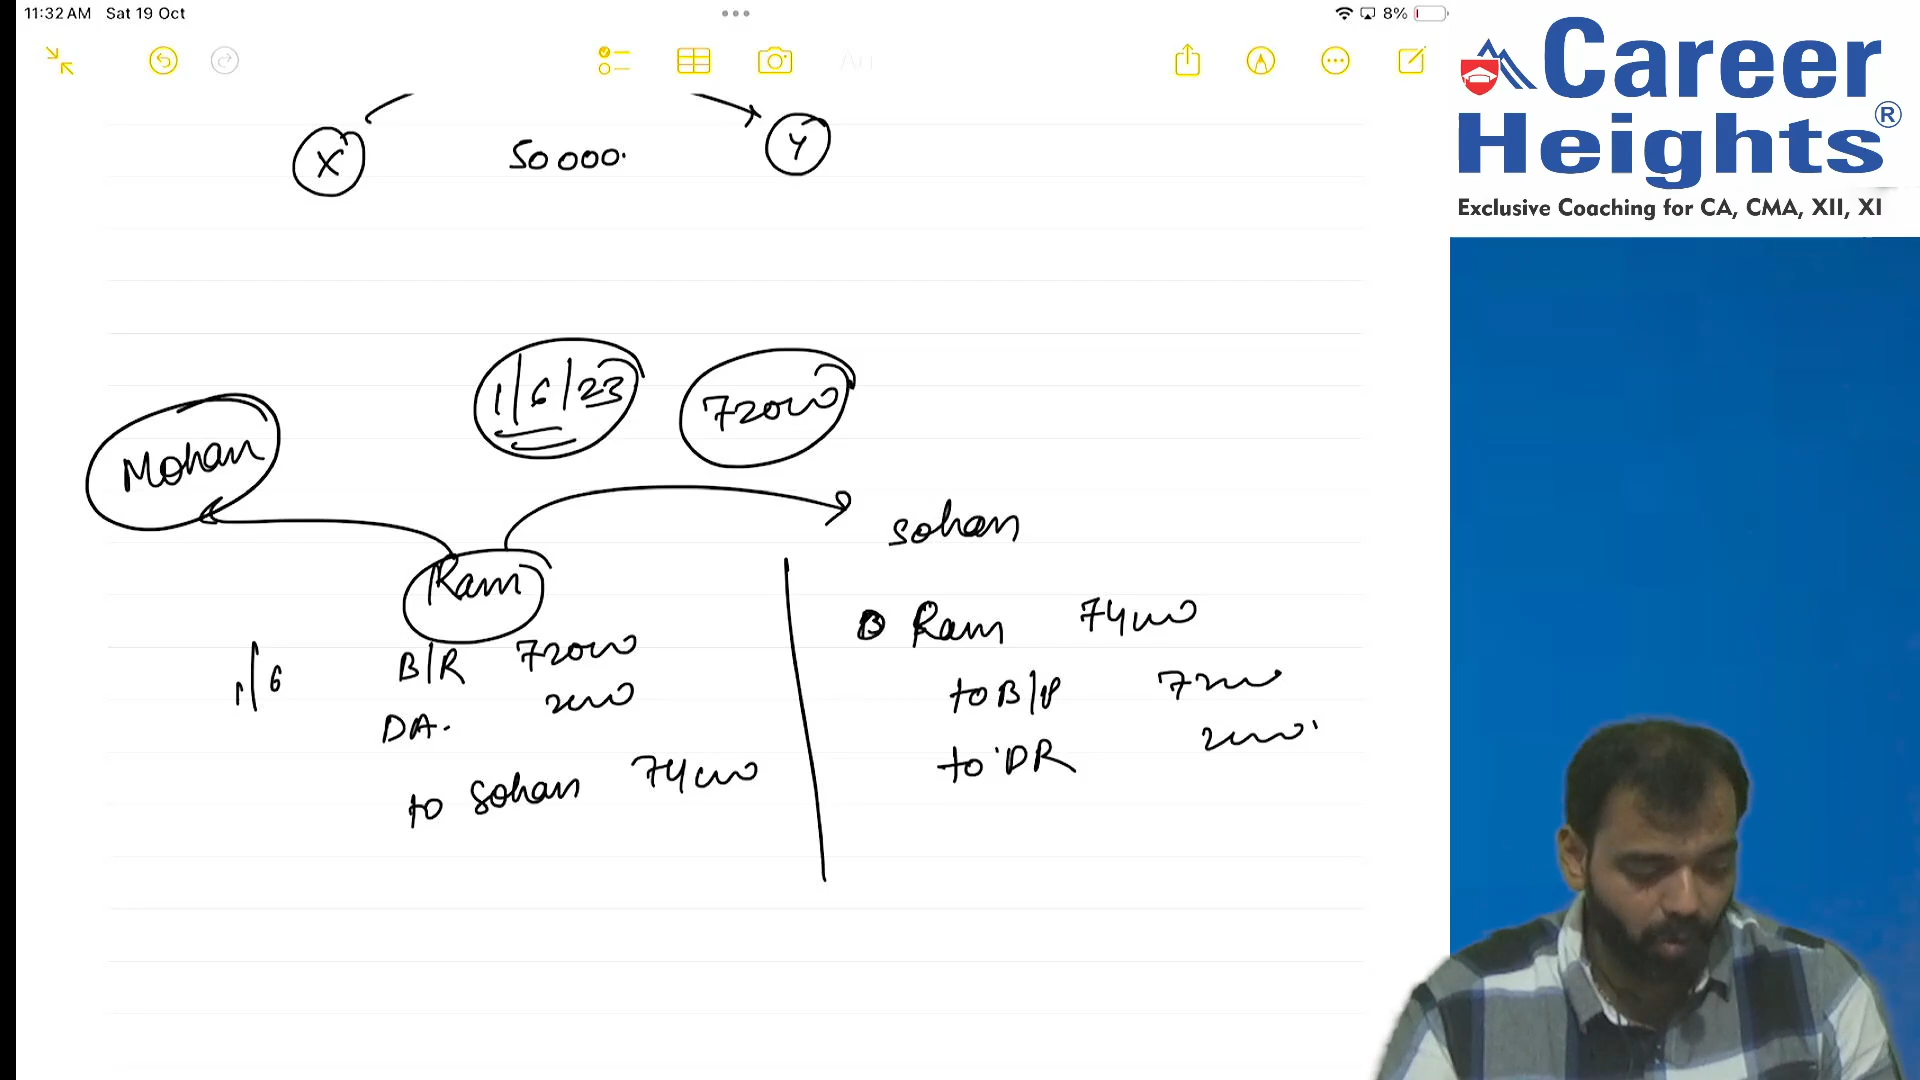 11:32 AM Sat 19 Oct
8%
Career
Heights®
Exclusive Coaching for CA, CMA, XII, XI
X 50000. Y
1/6/23 72000
Mohan
sohan
Ram
1/6 B/R 72000
DA. 2000
to Sohan 74000
Ram 74000
to B/P 72000
to DR 2000.